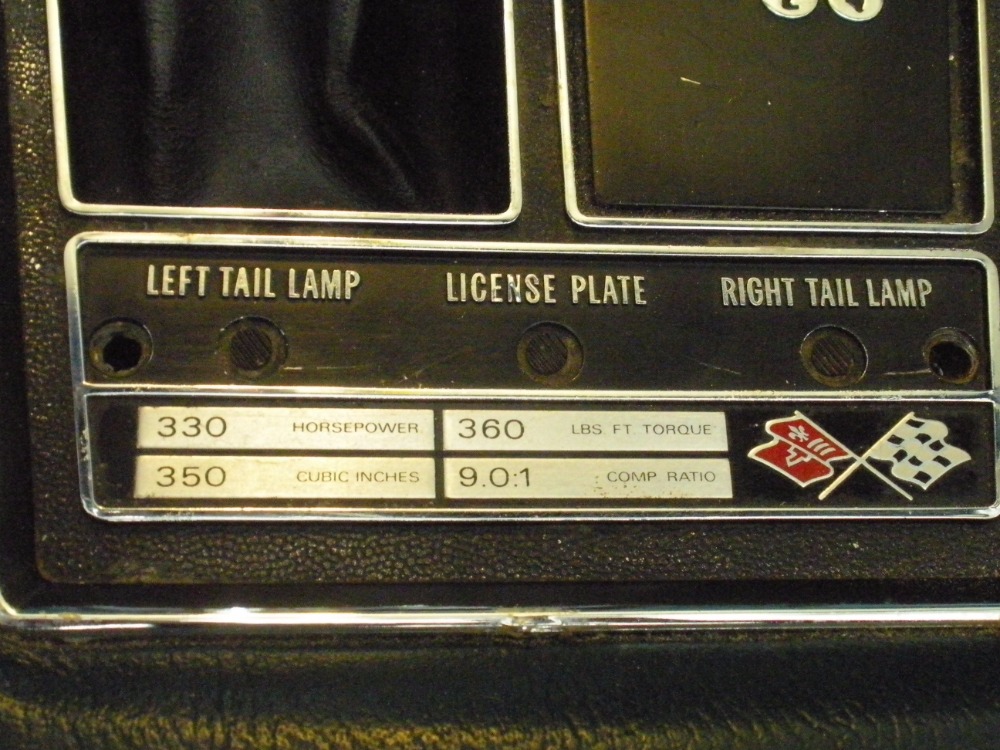 LEFT TAIL LAMP LICENSE PLATE RIGHT TAIL LAMP
330 HORSEPOWER 360 LBS. FT. TORQUE
350 CUBIC INCHES 9.0:1 COMP. RATIO